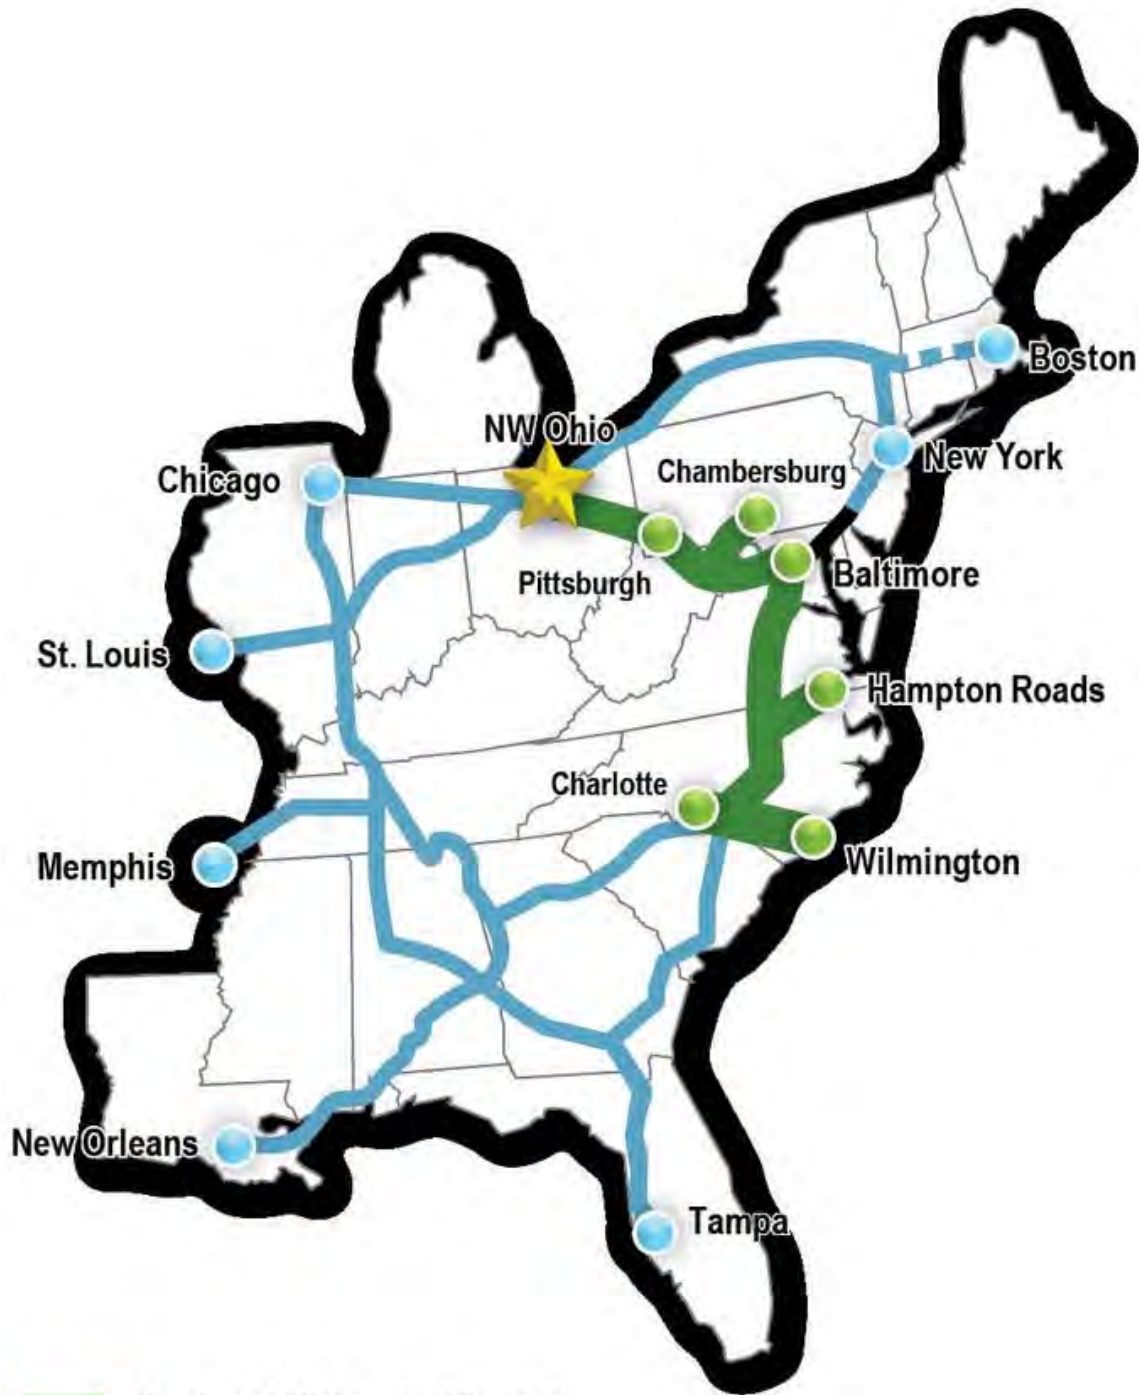 Boston
NW Ohio
New York
Chambersburg
Chicago
Pittsburgh
Baltimore
St. Louis
Hampton Roads
Charlotte
Memphis
Wilmington
New Orleans
Tampa